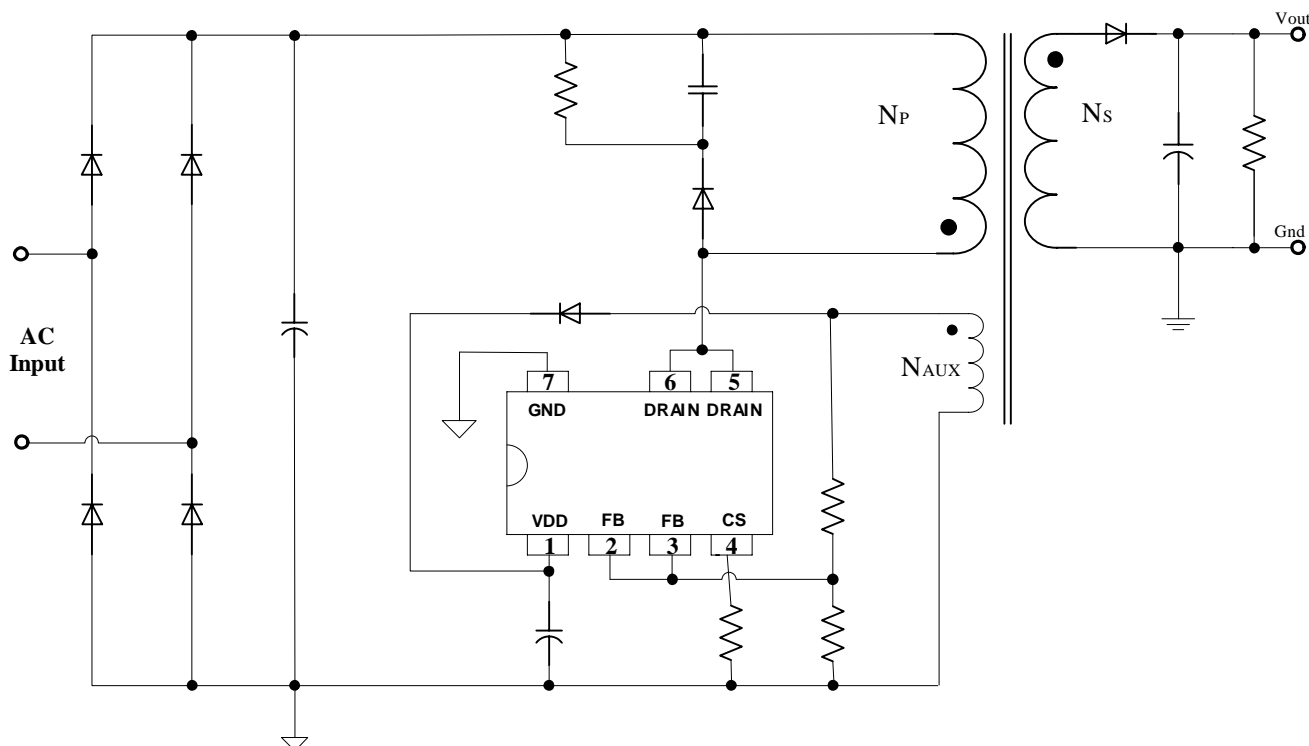 Vout
NP
NS
Gnd
AC
Input
NAUX
7
6
5
GND
DRAIN
DRAIN
VDD
FB
FB
CS
1
2
3
4